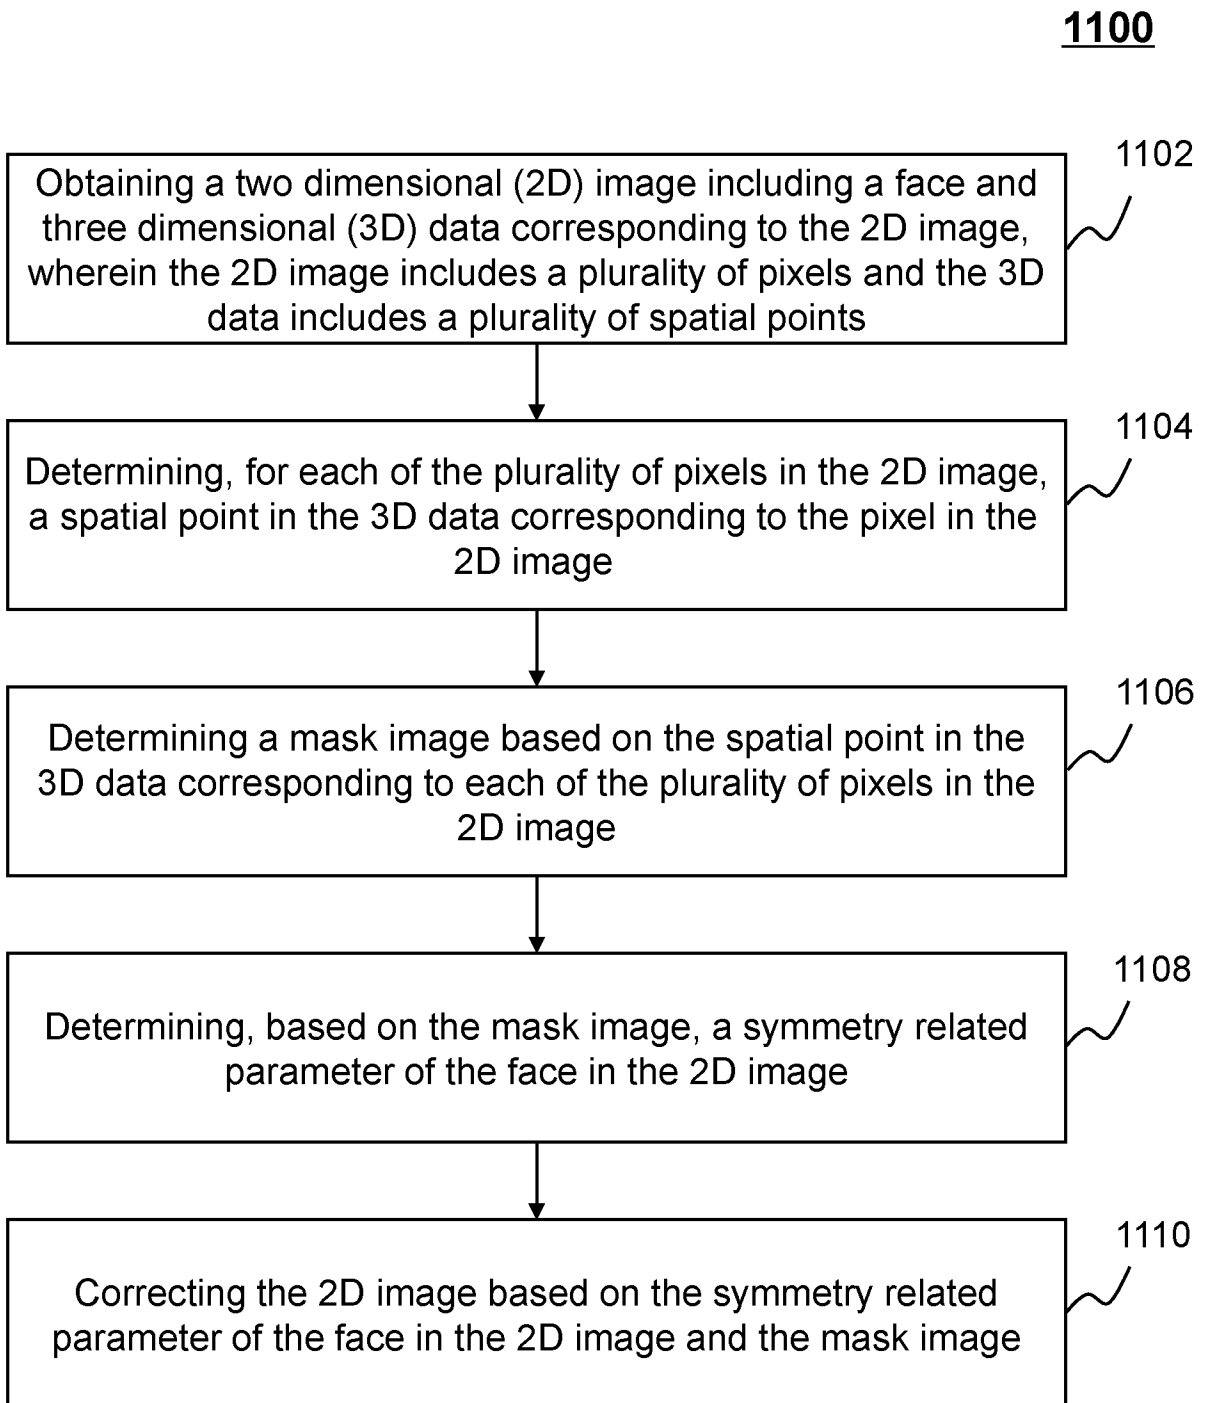 1100
1102
Obtaining a two dimensional (2D) image including a face and
three dimensional (3D) data corresponding to the 2D image,
wherein the 2D image includes a plurality of pixels and the 3D
data includes a plurality of spatial points
1104
Determining, for each of the plurality of pixels in the 2D image,
a spatial point in the 3D data corresponding to the pixel in the
2D image
1106
Determining a mask image based on the spatial point in the
3D data corresponding to each of the plurality of pixels in the
2D image
1108
Determining, based on the mask image, a symmetry related
parameter of the face in the 2D image
1110
Correcting the 2D image based on the symmetry related
parameter of the face in the 2D image and the mask image